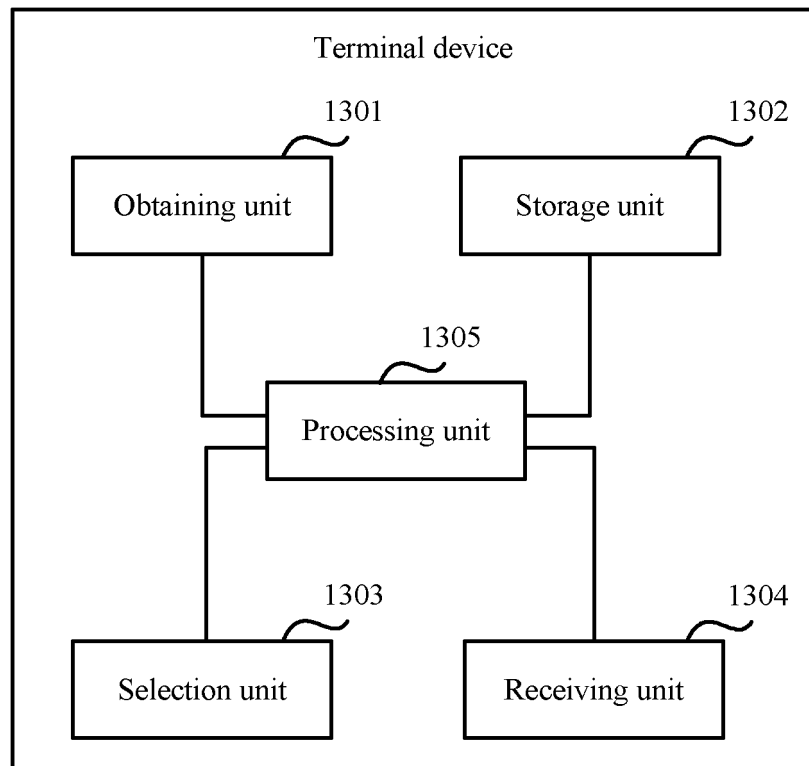 Terminal device
1301
1302
Obtaining unit
Storage unit
1305
Processing unit
1303
1304
Selection unit
Receiving unit